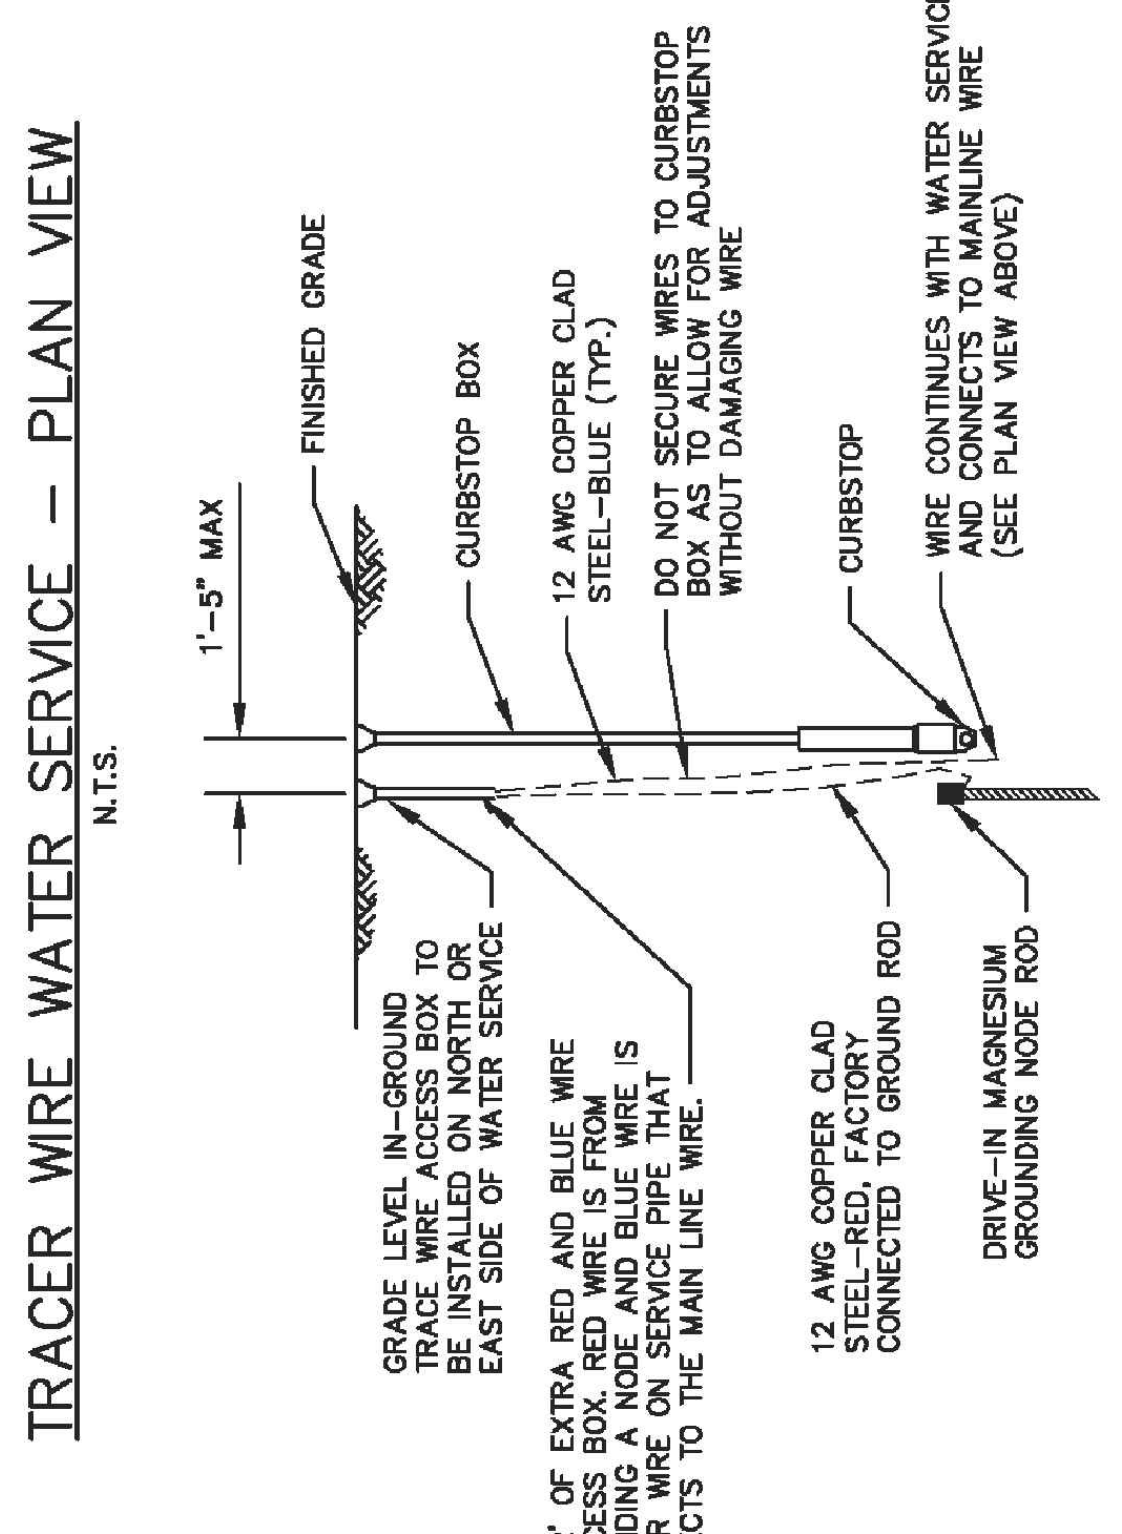 TRACER WIRE WATER SERVICE – PLAN VIEW
N.T.S.
1'-5" MAX
FINISHED GRADE
GRADE LEVEL IN-GROUND
TRACE WIRE ACCESS BOX TO
BE INSTALLED ON NORTH OR
EAST SIDE OF WATER SERVICE
CURBSTOP BOX
12 AWG COPPER CLAD
STEEL-BLUE (TYP.)
OF EXTRA RED AND BLUE WIRE
BOX. RED WIRE IS FROM
A NODE AND BLUE WIRE IS
WIRE ON SERVICE PIPE THAT
TO THE MAIN LINE WIRE.
DO NOT SECURE WIRES TO CURBSTOP
BOX AS TO ALLOW FOR ADJUSTMENTS
WITHOUT DAMAGING WIRE
12 AWG COPPER CLAD
STEEL-RED, FACTORY
CONNECTED TO GROUND ROD
CURBSTOP
WIRE CONTINUES WITH WATER SERVICE
AND CONNECTS TO MAINLINE WIRE
(SEE PLAN VIEW ABOVE)
DRIVE-IN MAGNESIUM
GROUNDING NODE ROD